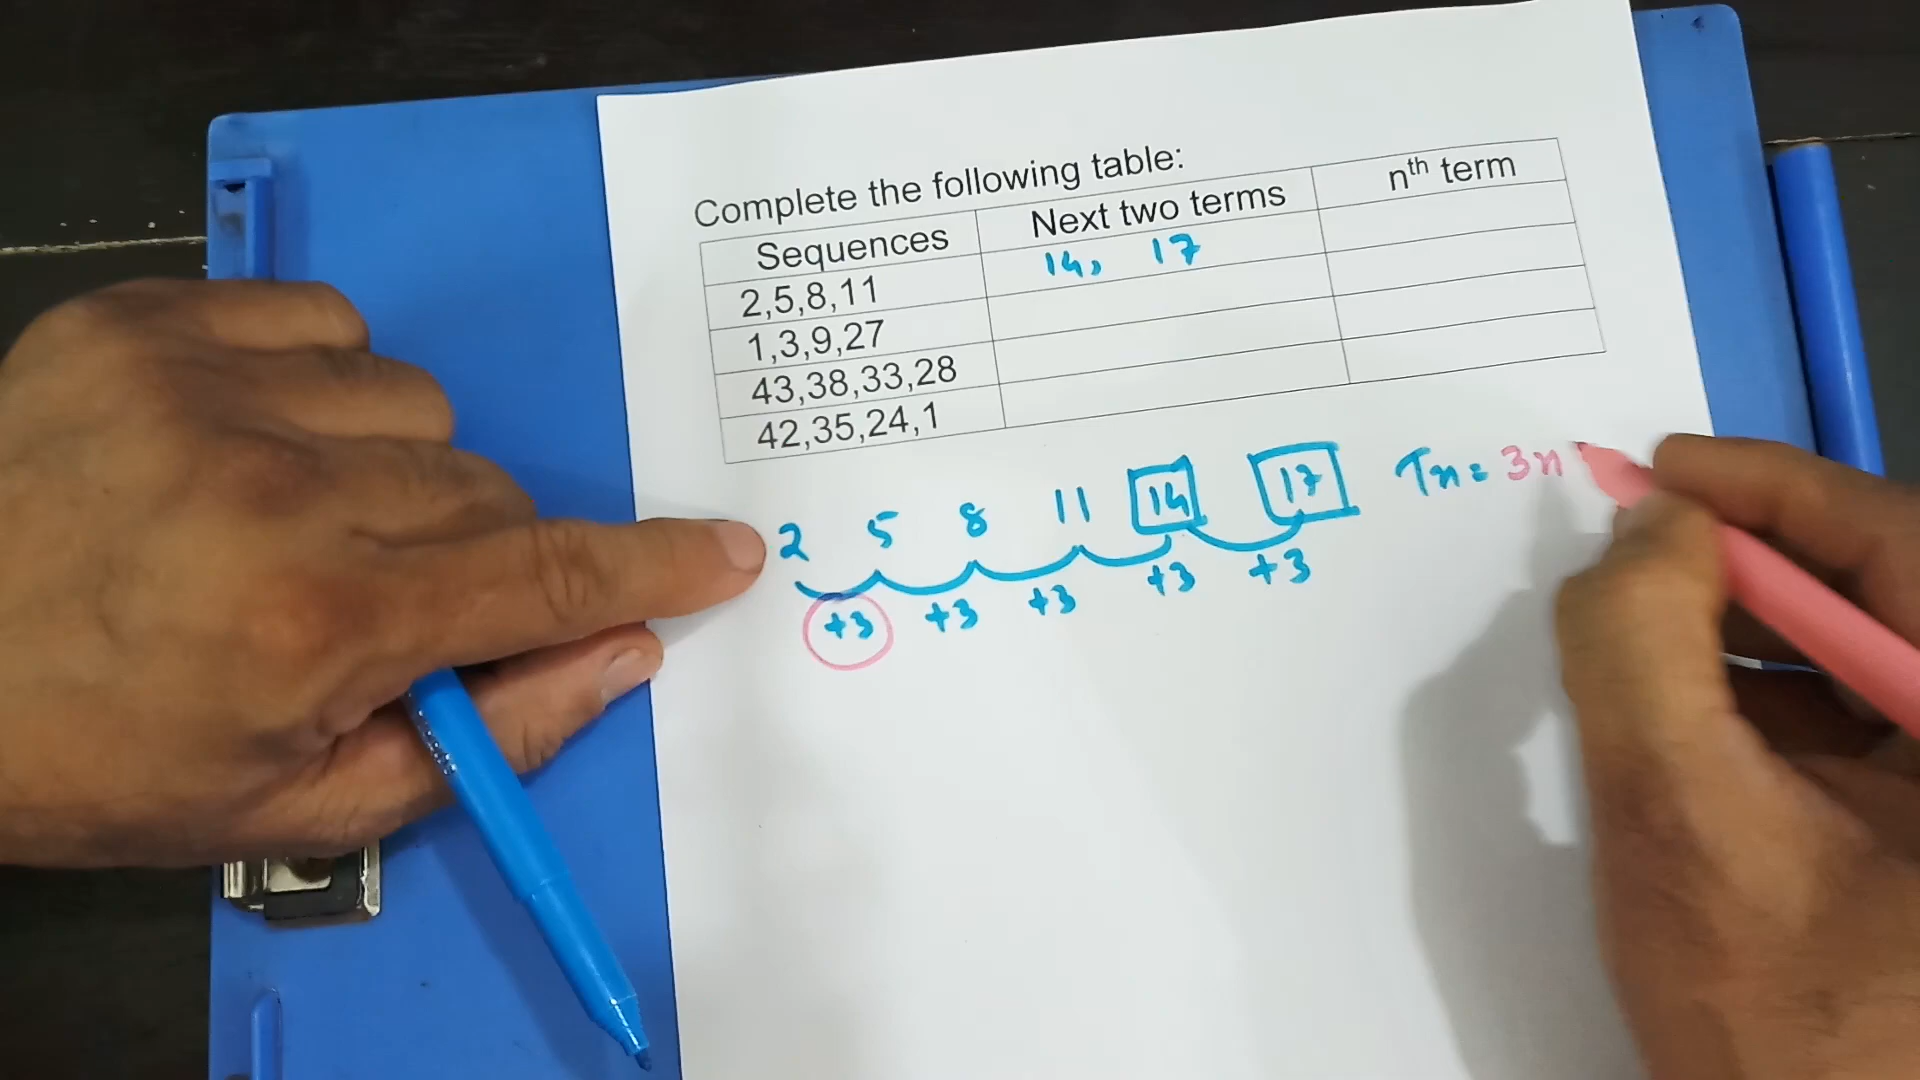 Complete the following table:
Sequences Next two terms nth term
2,5,8,11 14, 17
1,3,9,27
43,38,33,28
42,35,24,1
2 5 8 11 14 17 Tn = 3n
+3 +3 +3 +3 +3